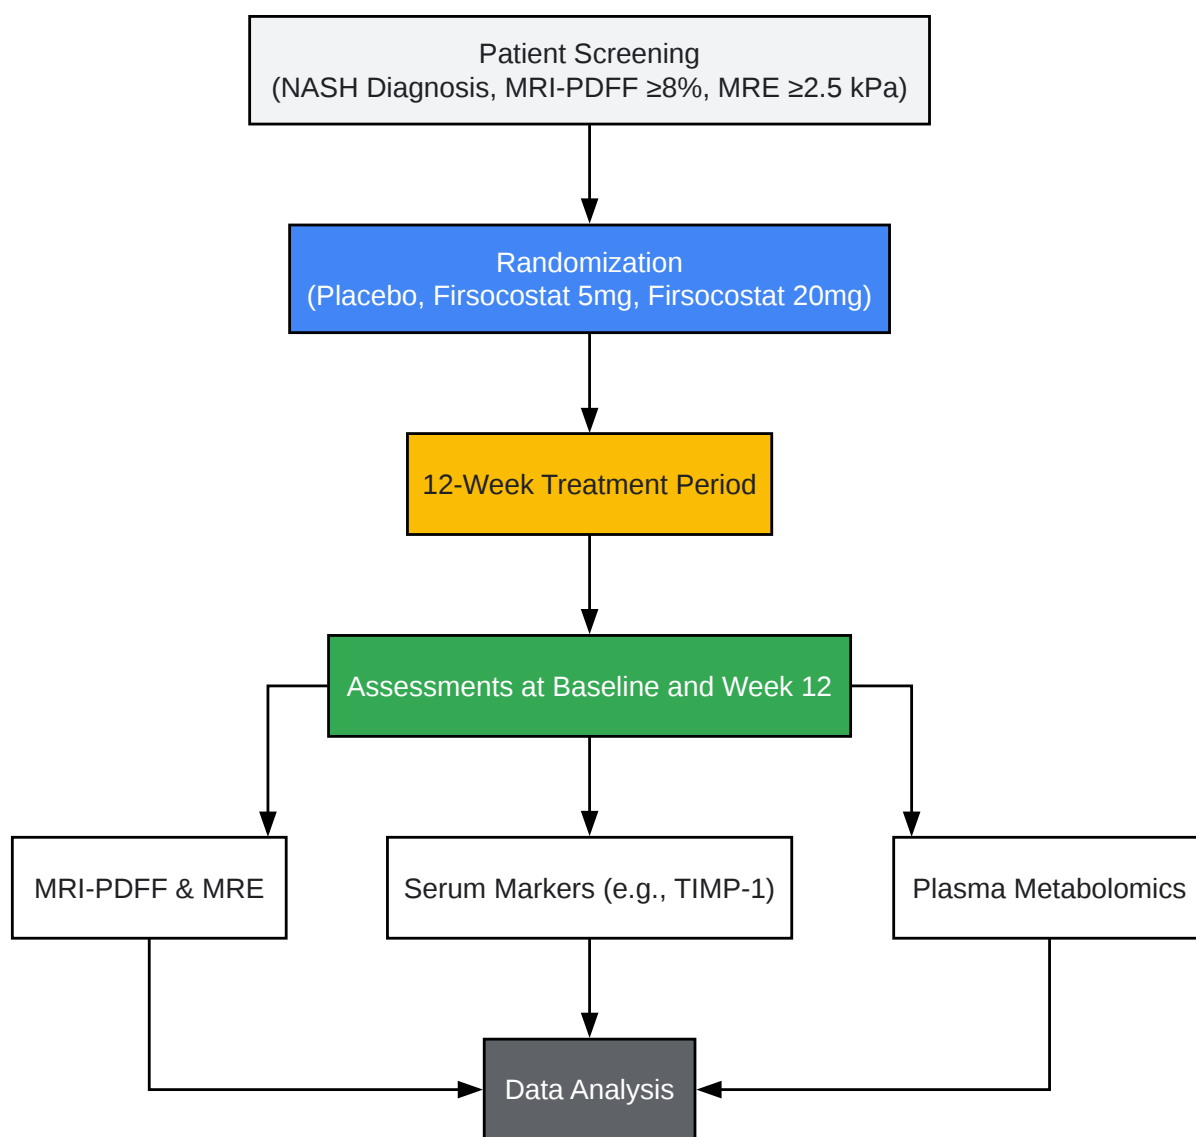 Patient Screening
(NASH Diagnosis, MRI-PDFF ≥8%, MRE ≥2.5 kPa)
Randomization
(Placebo, Firsocostat 5mg, Firsocostat 20mg)
12-Week Treatment Period
Assessments at Baseline and Week 12
MRI-PDFF & MRE
Serum Markers (e.g., TIMP-1)
Plasma Metabolomics
Data Analysis